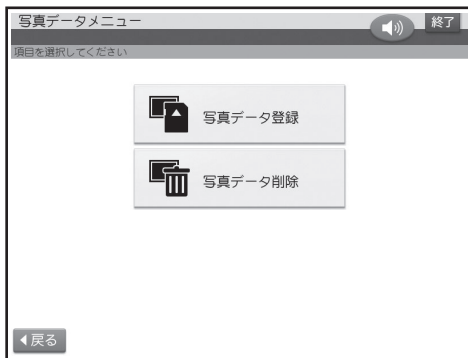 写真データメニュー
終了
項目を選択してください
写真データ登録
写真データ削除
戻る